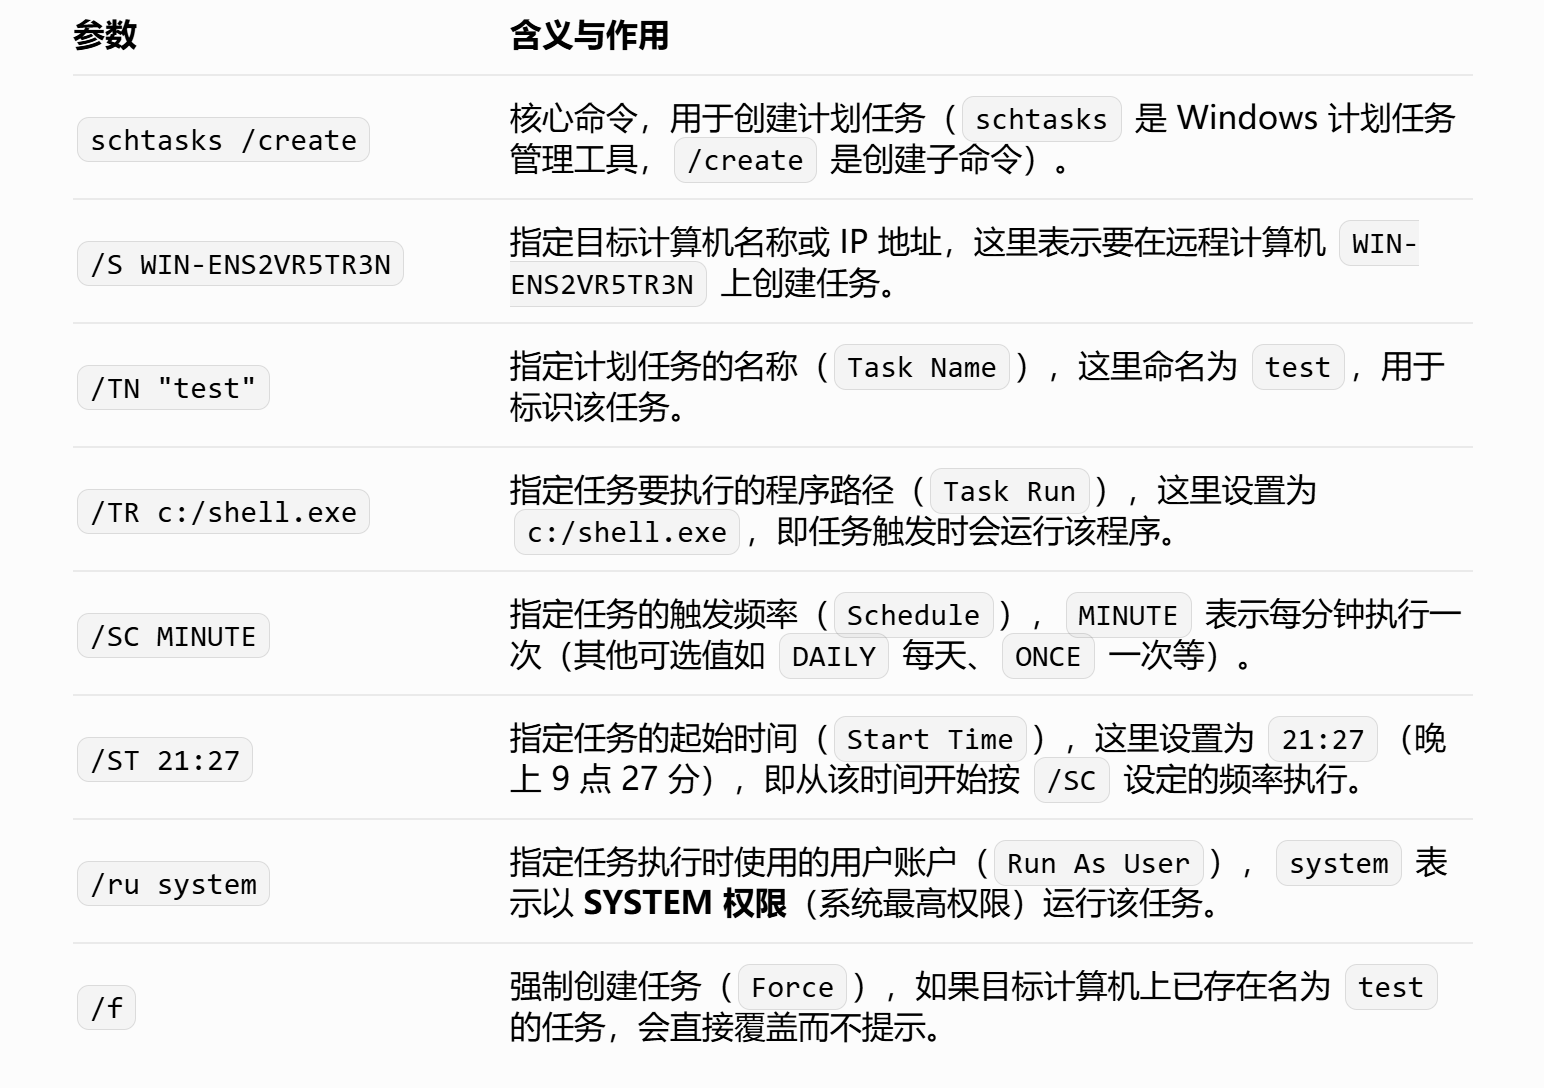 参数 含义与作用
schtasks /create
核心命令，用于创建计划任务（ schtasks 是 Windows 计划任务
管理工具， /create 是创建子命令）。
/S WIN-ENS2VR5TR3N
指定目标计算机名称或 IP 地址，这里表示要在远程计算机 WIN-
ENS2VR5TR3N 上创建任务。
/TN "test"
指定计划任务的名称（ Task Name ），这里命名为 test ，用于
标识该任务。
/TR c:/shell.exe
指定任务要执行的程序路径（ Task Run ），这里设置为
c:/shell.exe ，即任务触发时会运行该程序。
/SC MINUTE
指定任务的触发频率（ Schedule ）， MINUTE 表示每分钟执行一
次（其他可选值如 DAILY 每天、 ONCE 一次等）。
/ST 21:27
指定任务的起始时间（ Start Time ），这里设置为 21:27 （晚
上 9 点 27 分），即从该时间开始按 /SC 设定的频率执行。
/ru system
指定任务执行时使用的用户账户（ Run As User ）， system 表
示以 SYSTEM 权限（系统最高权限）运行该任务。
/f
强制创建任务（ Force ），如果目标计算机上已存在名为 test
的任务，会直接覆盖而不提示。